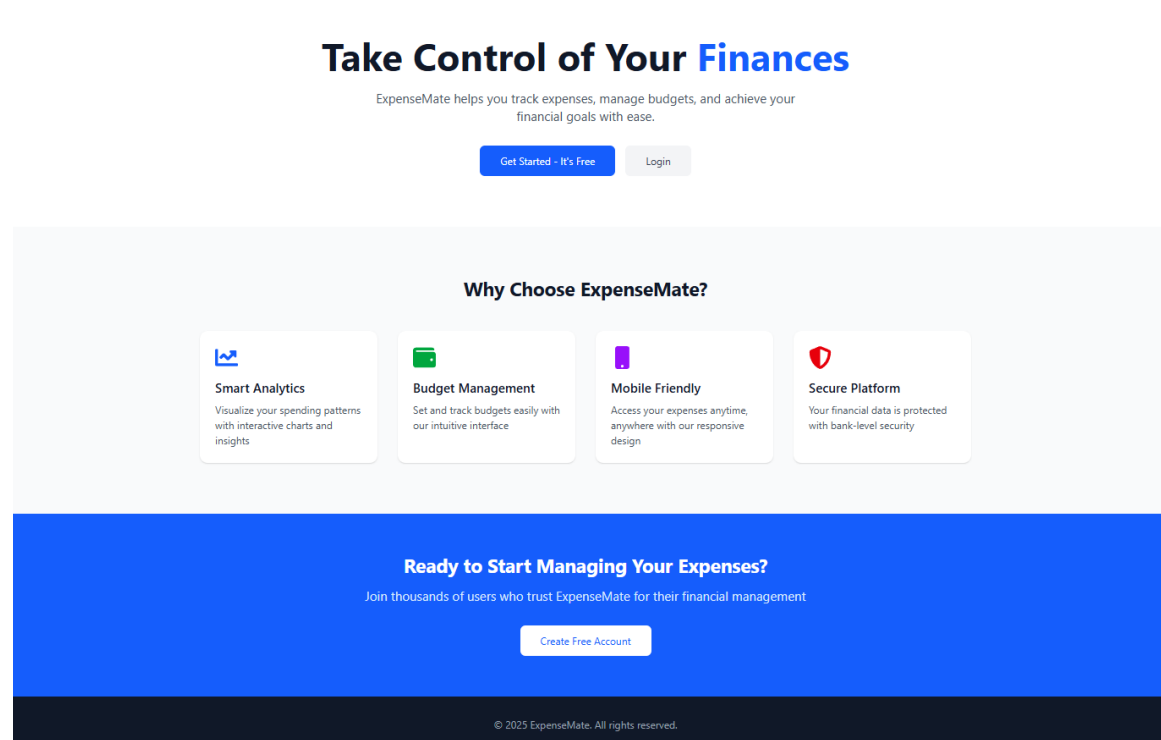 Take Control of Your Finances
ExpenseMate helps you track expenses, manage budgets, and achieve your
financial goals with ease.
Get Started - It's Free
Login
Why Choose ExpenseMate?
Smart Analytics
Visualize your spending patterns
with interactive charts and
insights
Budget Management
Set and track budgets easily with
our intuitive interface
Mobile Friendly
Access your expenses anytime,
anywhere with our responsive
design
Secure Platform
Your financial data is protected
with bank-level security
Ready to Start Managing Your Expenses?
Join thousands of users who trust ExpenseMate for their financial management
Create Free Account
© 2025 ExpenseMate. All rights reserved.